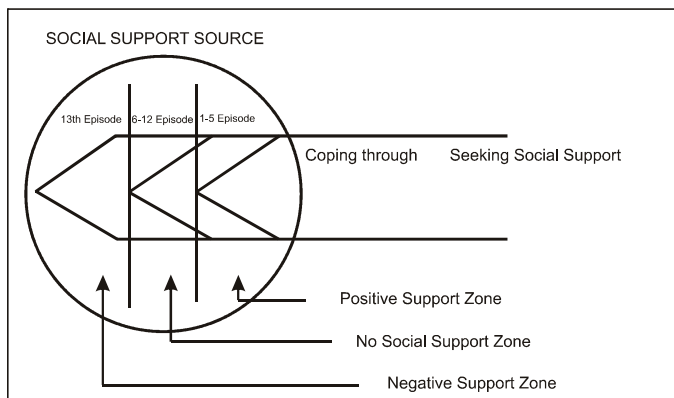 SOCIAL SUPPORT SOURCE
13th Episode 6-12 Episode 1-5 Episode
Coping through Seeking Social Support
Positive Support Zone
No Social Support Zone
Negative Support Zone